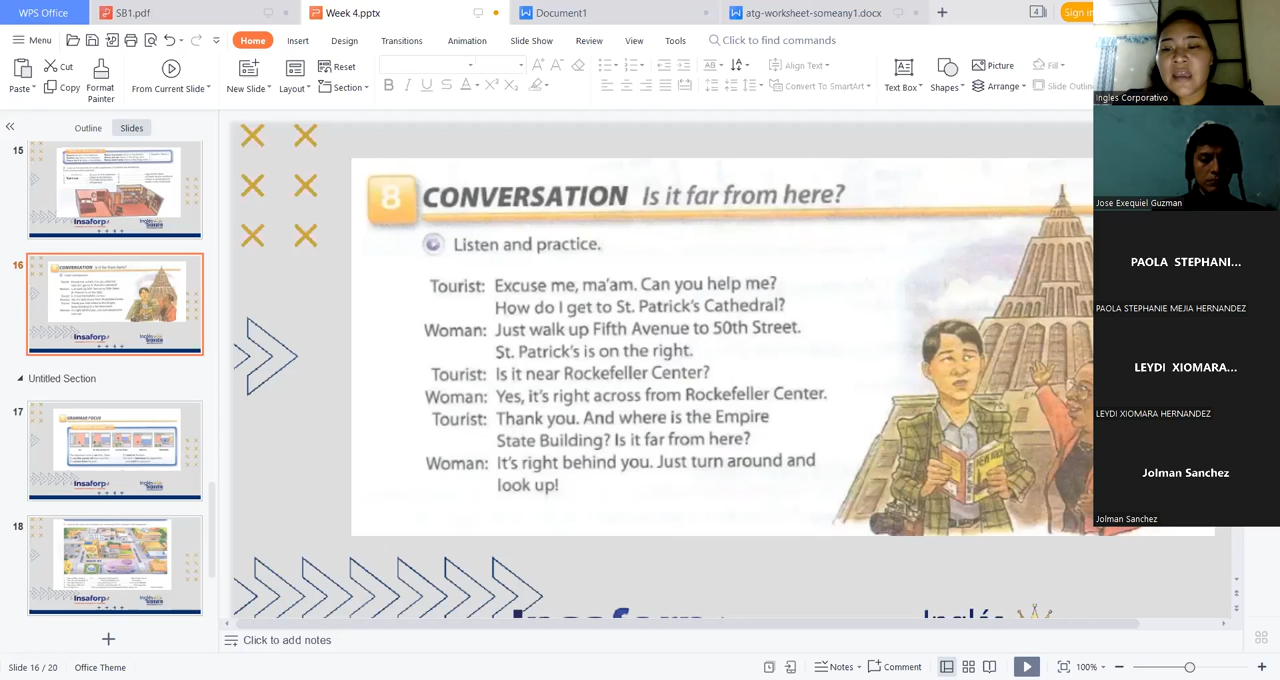 WPS Office
SB1.pdf
Week 4.pptx
Document1
atg-worksheet-someany1.docx
4
Sign in
Menu
Home
Insert
Design
Transitions
Animation
Slide Show
Review
View
Tools
Click to find commands
Paste
Cut
Copy
Format
Painter
From Current Slide
New Slide
Layout
Reset
Section
B I U S A
Align Text
Convert To SmartArt
Text Box
Shapes
Picture
Arrange
Fill
Slide Outline
Outline
Slides
15
16
Untitled Section
17
18
8 CONVERSATION Is it far from here?
Listen and practice.
Tourist: Excuse me, ma'am. Can you help me?
How do I get to St. Patrick's Cathedral?
Woman: Just walk up Fifth Avenue to 50th Street.
St. Patrick's is on the right.
Tourist: Is it near Rockefeller Center?
Woman: Yes, it's right across from Rockefeller Center.
Tourist: Thank you. And where is the Empire
State Building? Is it far from here?
Woman: It's right behind you. Just turn around and
look up!
Insaforp
Inglés
Click to add notes
Slide 16 / 20
Office Theme
Notes
Comment
100%
Ingles Corporativo
Jose Exequiel Guzman
PAOLA STEPHANI...
PAOLA STEPHANIE MEJIA HERNANDEZ
LEYDI XIOMARA...
LEYDI XIOMARA HERNANDEZ
Jolman Sanchez
Jolman Sanchez